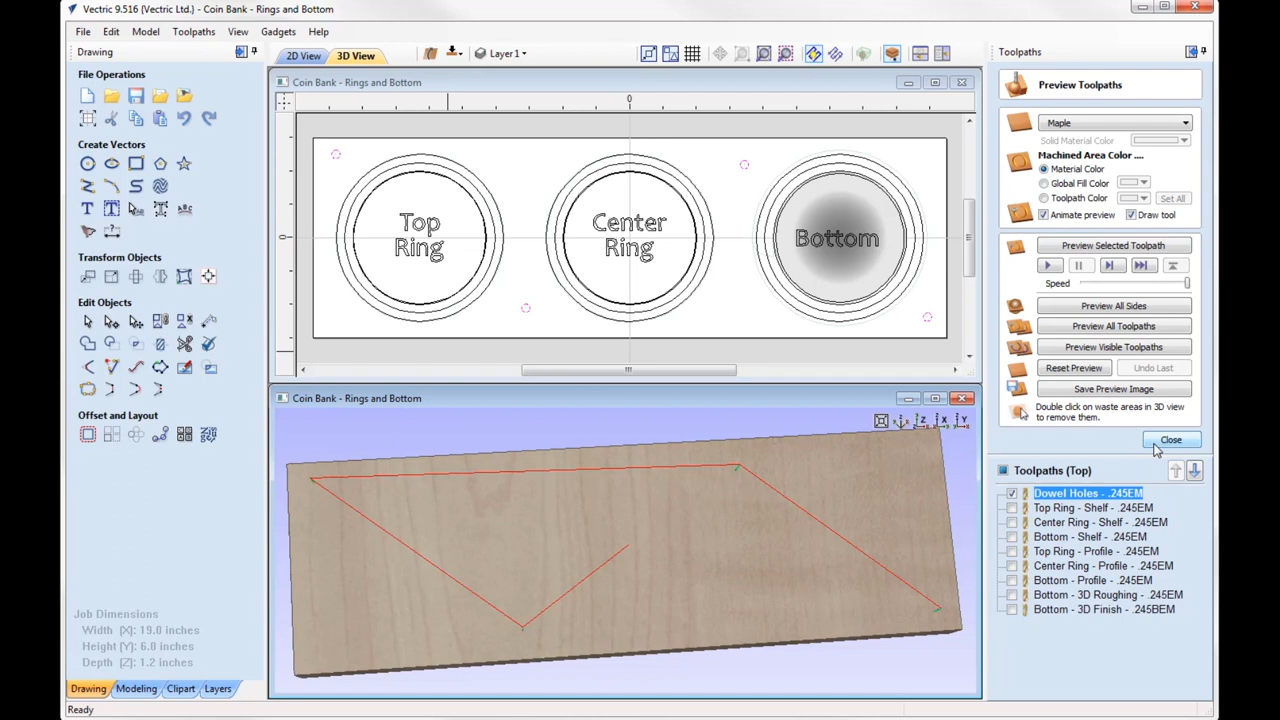 Vectric 9.516 (Vectric Ltd.) - Coin Bank - Rings and Bottom
File Edit Model Toolpaths View Gadgets Help
Drawing
File Operations
Create Vectors
Transform Objects
Edit Objects
Offset and Layout
Job Dimensions
Width [X]: 19.0 inches
Height [Y]: 6.0 inches
Depth [Z]: 1.2 inches
Drawing Modeling Clipart Layers
Ready
2D View 3D View
Layer 1
Coin Bank - Rings and Bottom
0
0
Top
Ring
Center
Ring
Bottom
Coin Bank - Rings and Bottom
Z X Y
Toolpaths
Preview Toolpaths
Maple
Solid Material Color
Machined Area Color ....
Material Color
Global Fill Color
Toolpath Color Set All
Animate preview Draw tool
Preview Selected Toolpath
Speed
Preview All Sides
Preview All Toolpaths
Preview Visible Toolpaths
Reset Preview Undo Last
Save Preview Image
Double click on waste areas in 3D view
to remove them.
Close
Toolpaths (Top)
Dowel Holes - .245EM
Top Ring - Shelf - .245EM
Center Ring - Shelf - .245EM
Bottom - Shelf - .245EM
Top Ring - Profile - .245EM
Center Ring - Profile - .245EM
Bottom - Profile - .245EM
Bottom - 3D Roughing - .245EM
Bottom - 3D Finish - .245BEM